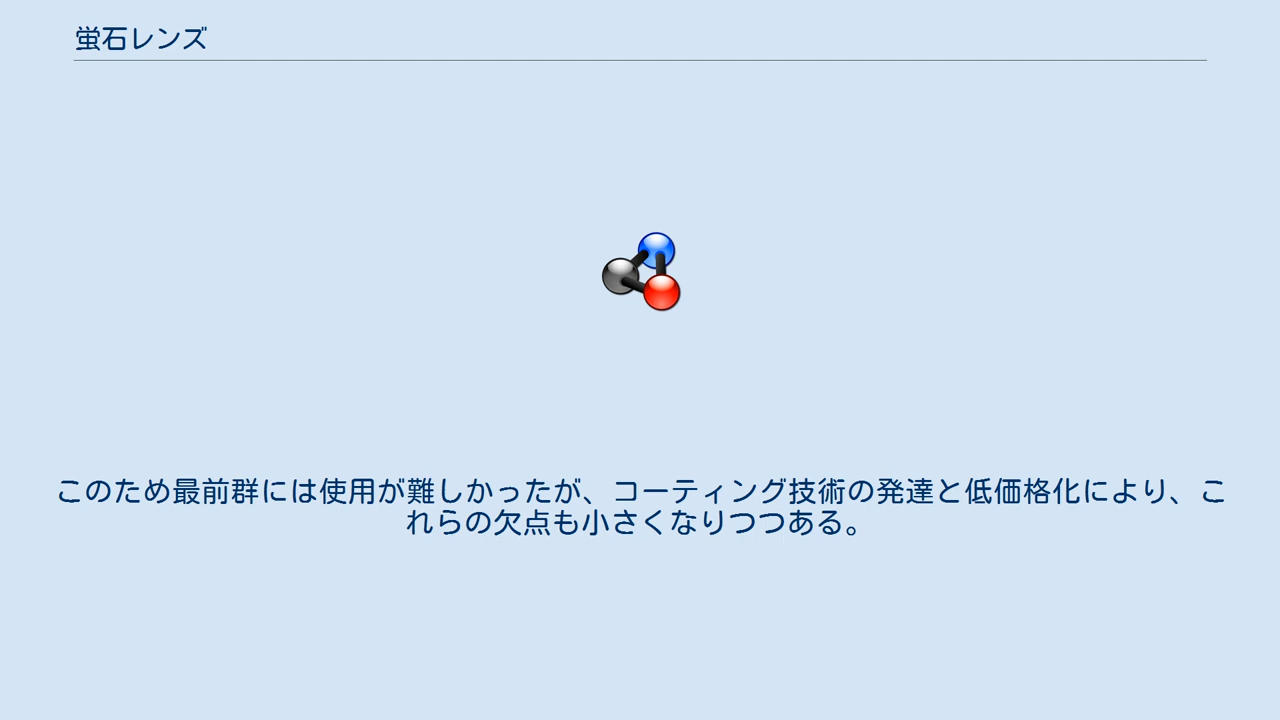 蛍石レンズ
このため最前群には使用が難しかったが、コーティング技術の発達と低価格化により、こ
れらの欠点も小さくなりつつある。